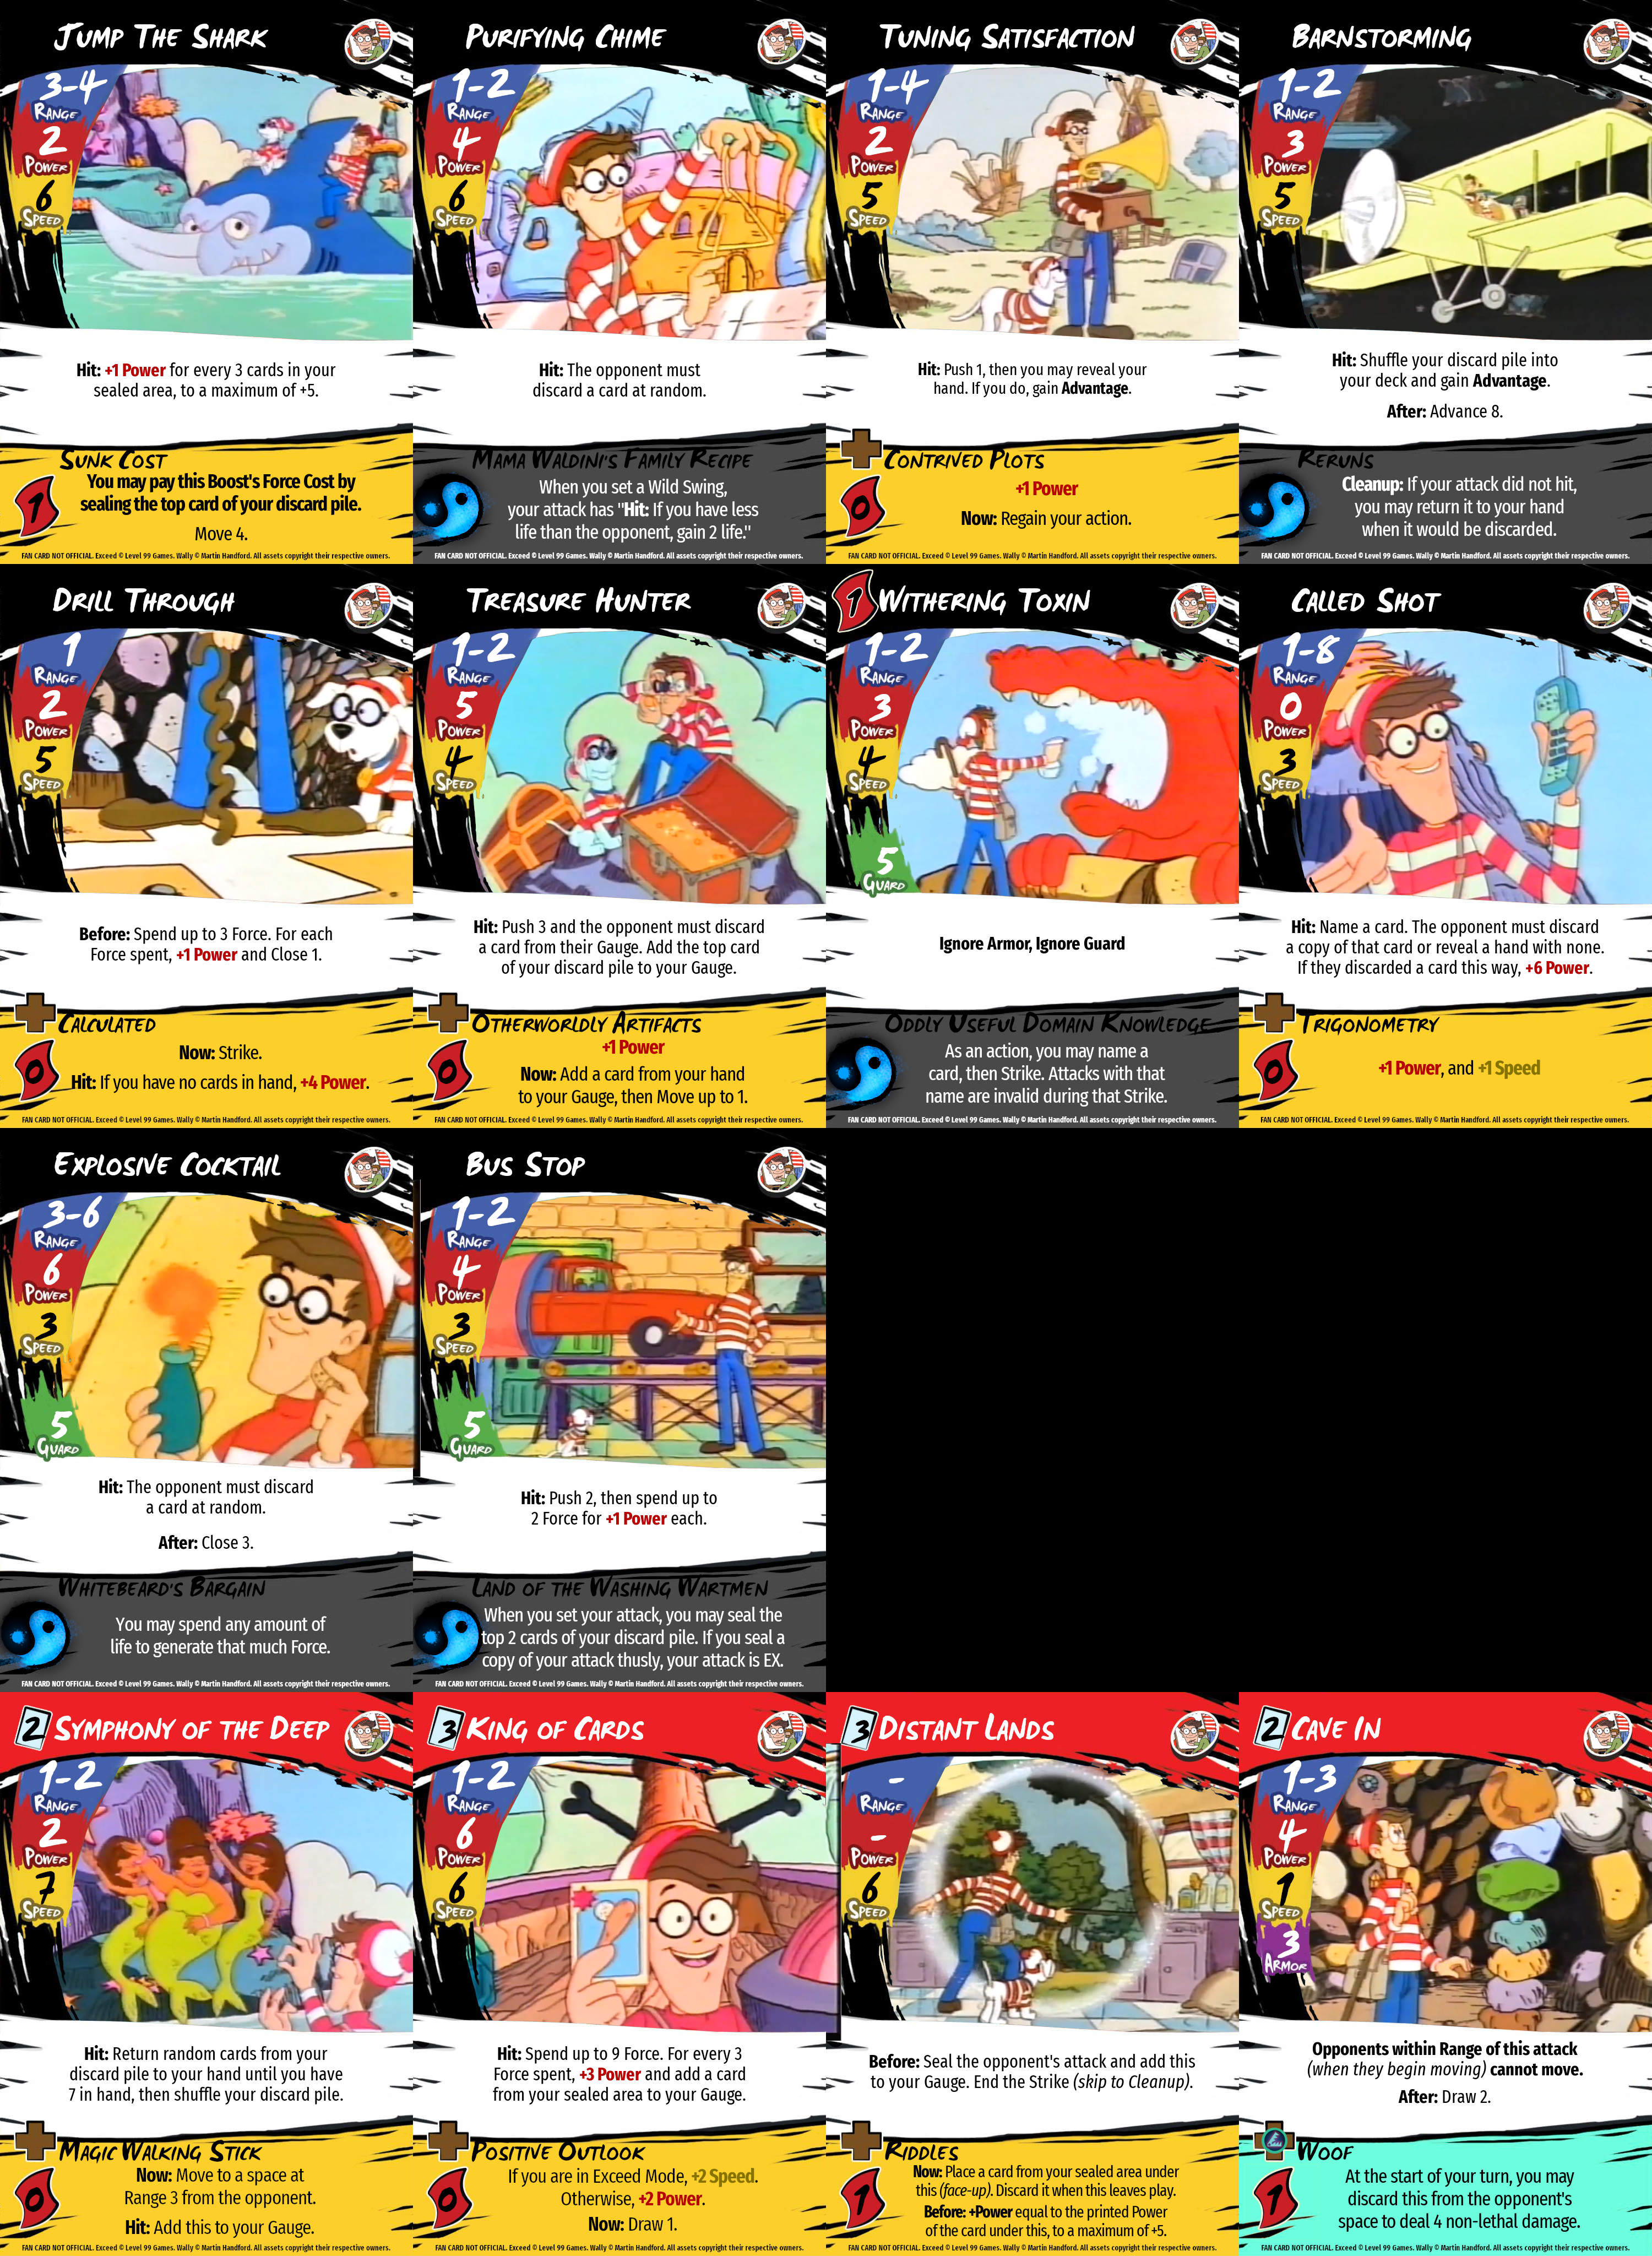 JUMP THE SHARK
3-4
RANGE
2
POWER
6
SPEED
Hit: +1 Power for every 3 cards in your
sealed area, to a maximum of +5.
SUNK COST
1
You may pay this Boost's Force Cost by
sealing the top card of your discard pile.
Move 4.
FAN CARD NOT OFFICIAL. Exceed © Level 99 Games. Wally © Martin Handford. All assets copyright their respective owners.
PURIFYING CHIME
1-2
RANGE
4
POWER
6
SPEED
Hit: The opponent must
discard a card at random.
MAMA WALDINI'S FAMILY RECIPE
When you set a Wild Swing,
your attack has "Hit: If you have less
life than the opponent, gain 2 life."
FAN CARD NOT OFFICIAL. Exceed © Level 99 Games. Wally © Martin Handford. All assets copyright their respective owners.
TUNING SATISFACTION
1-4
RANGE
2
POWER
5
SPEED
Hit: Push 1, then you may reveal your
hand. If you do, gain Advantage.
CONTRIVED PLOTS
0
+1 Power
Now: Regain your action.
FAN CARD NOT OFFICIAL. Exceed © Level 99 Games. Wally © Martin Handford. All assets copyright their respective owners.
BARNSTORMING
1-2
RANGE
3
POWER
5
SPEED
Hit: Shuffle your discard pile into
your deck and gain Advantage.
After: Advance 8.
RERUNS
Cleanup: If your attack did not hit,
you may return it to your hand
when it would be discarded.
FAN CARD NOT OFFICIAL. Exceed © Level 99 Games. Wally © Martin Handford. All assets copyright their respective owners.
DRILL THROUGH
1
RANGE
2
POWER
5
SPEED
Before: Spend up to 3 Force. For each
Force spent, +1 Power and Close 1.
CALCULATED
0
Now: Strike.
Hit: If you have no cards in hand, +4 Power.
FAN CARD NOT OFFICIAL. Exceed © Level 99 Games. Wally © Martin Handford. All assets copyright their respective owners.
TREASURE HUNTER
1-2
RANGE
5
POWER
4
SPEED
Hit: Push 3 and the opponent must discard
a card from their Gauge. Add the top card
of your discard pile to your Gauge.
OTHERWORLDLY ARTIFACTS
0
+1 Power
Now: Add a card from your hand
to your Gauge, then Move up to 1.
FAN CARD NOT OFFICIAL. Exceed © Level 99 Games. Wally © Martin Handford. All assets copyright their respective owners.
1
WITHERING TOXIN
1-2
RANGE
3
POWER
4
SPEED
5
GUARD
Ignore Armor, Ignore Guard
ODDLY USEFUL DOMAIN KNOWLEDGE
As an action, you may name a
card, then Strike. Attacks with that
name are invalid during that Strike.
FAN CARD NOT OFFICIAL. Exceed © Level 99 Games. Wally © Martin Handford. All assets copyright their respective owners.
CALLED SHOT
1-8
RANGE
0
POWER
3
SPEED
Hit: Name a card. The opponent must discard
a copy of that card or reveal a hand with none.
If they discarded a card this way, +6 Power.
TRIGONOMETRY
0
+1 Power, and +1 Speed
FAN CARD NOT OFFICIAL. Exceed © Level 99 Games. Wally © Martin Handford. All assets copyright their respective owners.
EXPLOSIVE COCKTAIL
3-6
RANGE
6
POWER
3
SPEED
5
GUARD
Hit: The opponent must discard
a card at random.
After: Close 3.
WHITEBEARD'S BARGAIN
You may spend any amount of
life to generate that much Force.
FAN CARD NOT OFFICIAL. Exceed © Level 99 Games. Wally © Martin Handford. All assets copyright their respective owners.
BUS STOP
1-2
RANGE
4
POWER
3
SPEED
5
GUARD
Hit: Push 2, then spend up to
2 Force for +1 Power each.
LAND OF THE WASHING WARTMEN
When you set your attack, you may seal the
top 2 cards of your discard pile. If you seal a
copy of your attack thusly, your attack is EX.
FAN CARD NOT OFFICIAL. Exceed © Level 99 Games. Wally © Martin Handford. All assets copyright their respective owners.
2
SYMPHONY OF THE DEEP
1-2
RANGE
2
POWER
7
SPEED
Hit: Return random cards from your
discard pile to your hand until you have
7 in hand, then shuffle your discard pile.
MAGIC WALKING STICK
0
Now: Move to a space at
Range 3 from the opponent.
Hit: Add this to your Gauge.
FAN CARD NOT OFFICIAL. Exceed © Level 99 Games. Wally © Martin Handford. All assets copyright their respective owners.
3
KING OF CARDS
1-2
RANGE
6
POWER
6
SPEED
Hit: Spend up to 9 Force. For every 3
Force spent, +3 Power and add a card
from your sealed area to your Gauge.
POSITIVE OUTLOOK
0
If you are in Exceed Mode, +2 Speed.
Otherwise, +2 Power.
Now: Draw 1.
FAN CARD NOT OFFICIAL. Exceed © Level 99 Games. Wally © Martin Handford. All assets copyright their respective owners.
3
DISTANT LANDS
-
RANGE
-
POWER
6
SPEED
Before: Seal the opponent's attack and add this
to your Gauge. End the Strike (skip to Cleanup).
RIDDLES
1
Now: Place a card from your sealed area under
this (face-up). Discard it when this leaves play.
Before: +Power equal to the printed Power
of the card under this, to a maximum of +5.
FAN CARD NOT OFFICIAL. Exceed © Level 99 Games. Wally © Martin Handford. All assets copyright their respective owners.
2
CAVE IN
1-3
RANGE
4
POWER
1
SPEED
3
ARMOR
Opponents within Range of this attack
(when they begin moving) cannot move.
After: Draw 2.
WOOF
1
At the start of your turn, you may
discard this from the opponent's
space to deal 4 non-lethal damage.
FAN CARD NOT OFFICIAL. Exceed © Level 99 Games. Wally © Martin Handford. All assets copyright their respective owners.